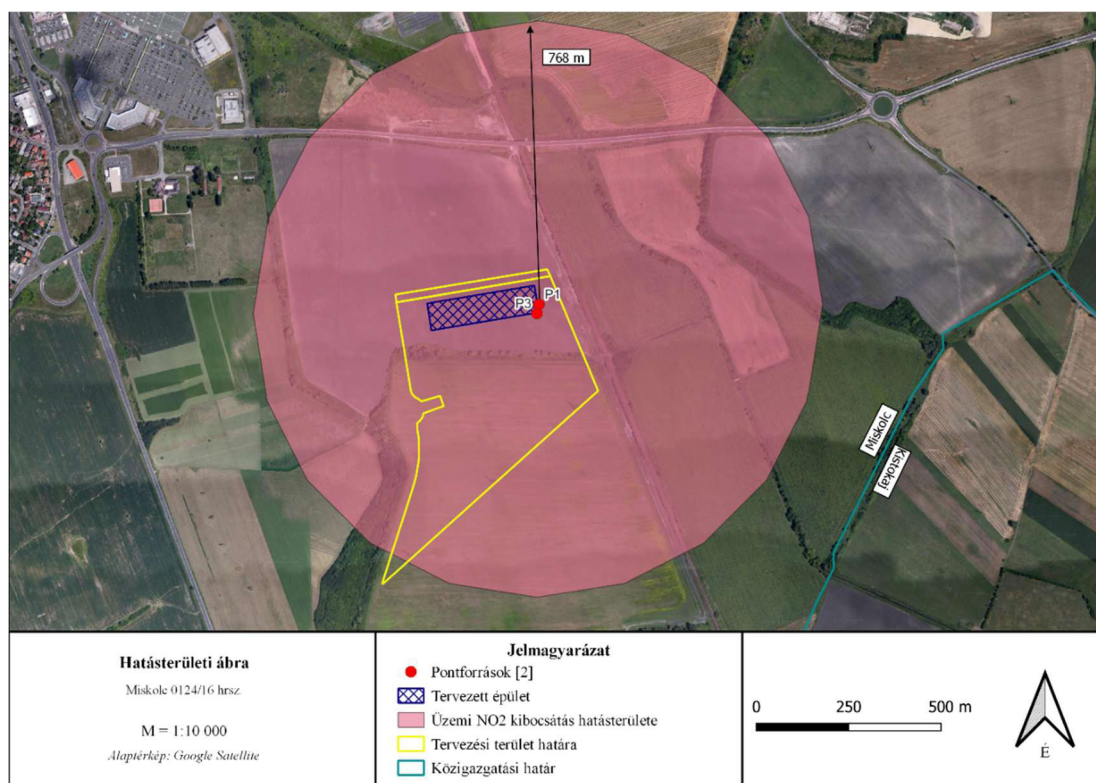 768 m
P1
P3
Miskolc
Kistokaj
Hatásterületi ábra
Miskolc 0124/16 hrsz.
M = 1:10 000
Alaptérkép: Google Satellite
Jelmagyarázat
Pontforrások [2]
Tervezett épület
Üzemi NO2 kibocsátás hatásterülete
Tervezési terület határa
Közigazgatási határ
0 250 500 m
É